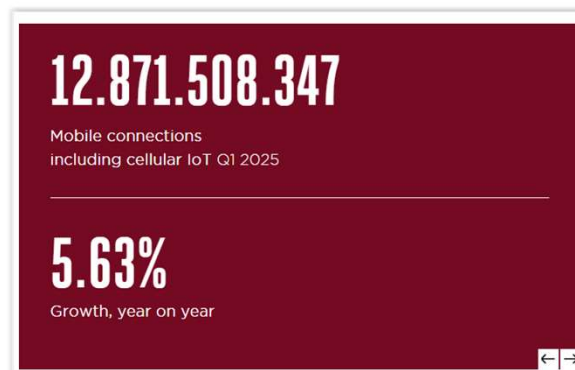 12.871.508.347
Mobile connections
including cellular IoT Q1 2025
5.63%
Growth, year on year